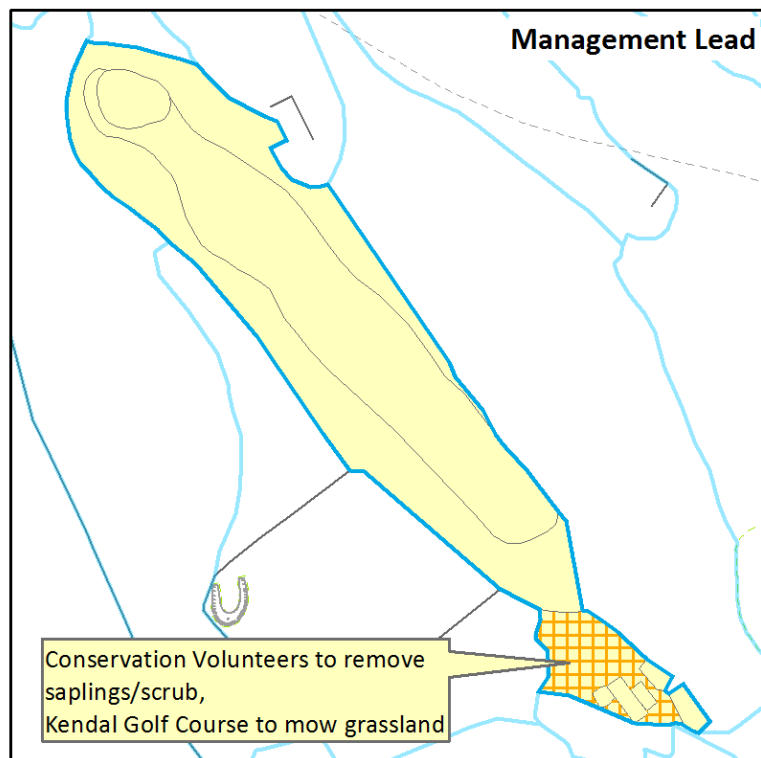 Management Lead
Conservation Volunteers to remove
saplings/scrub,
Kendal Golf Course to mow grassland